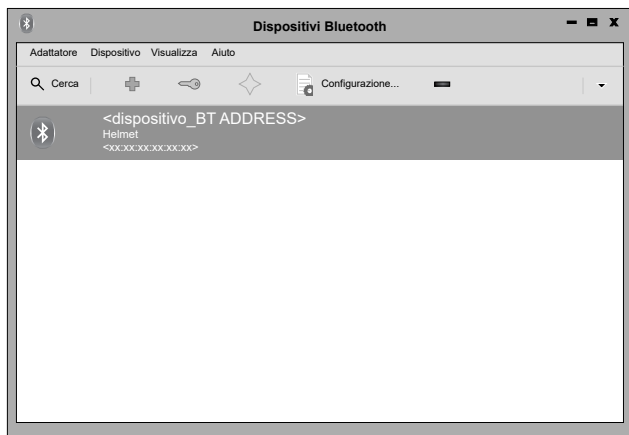 Dispositivi Bluetooth
Adattatore Dispositivo Visualizza Aiuto
Cerca Configurazione...
<dispositivo_BT ADDRESS>
Helmet
<xx:xx:xx:xx:xx:xx>